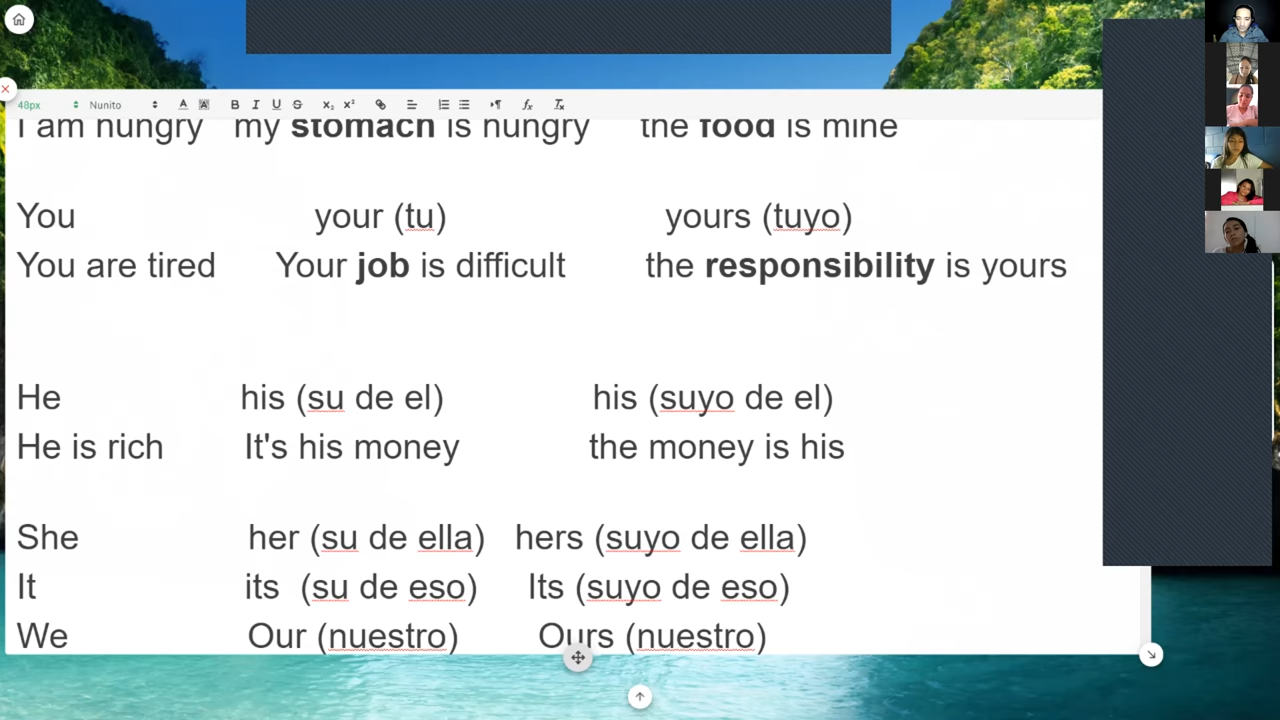 48px Nunito
I am hungry my stomach is hungry the food is mine
You your (tu) yours (tuyo)
You are tired Your job is difficult the responsibility is yours
He his (su de el) his (suyo de el)
He is rich It's his money the money is his
She her (su de ella) hers (suyo de ella)
It its (su de eso) Its (suyo de eso)
We Our (nuestro) Ours (nuestro)